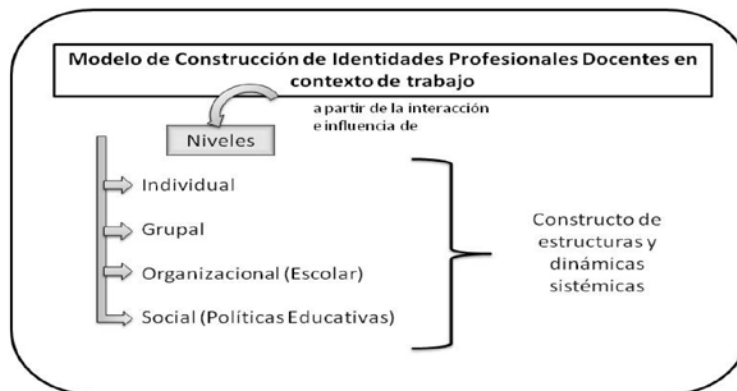 Modelo de Construcción de Identidades Profesionales Docentes en
contexto de trabajo
a partir de la interacción
e influencia de
Niveles
Individual
Grupal
Organizacional (Escolar)
Social (Políticas Educativas)
Constructo de
estructuras y
dinámicas
sistémicas